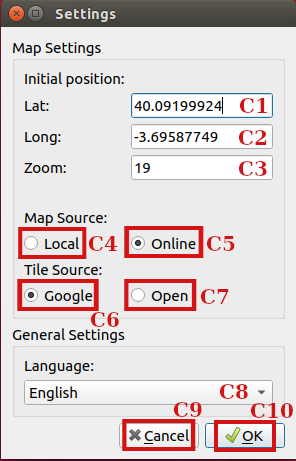 Settings
Map Settings
Initial position:
Lat: 40.09199924 C1
Long: -3.69587749 C2
Zoom: 19 C3
Map Source:
Local C4 Online C5
Tile Source:
Google Open C7
C6
General Settings
Language:
English C8
C9 C10
Cancel OK